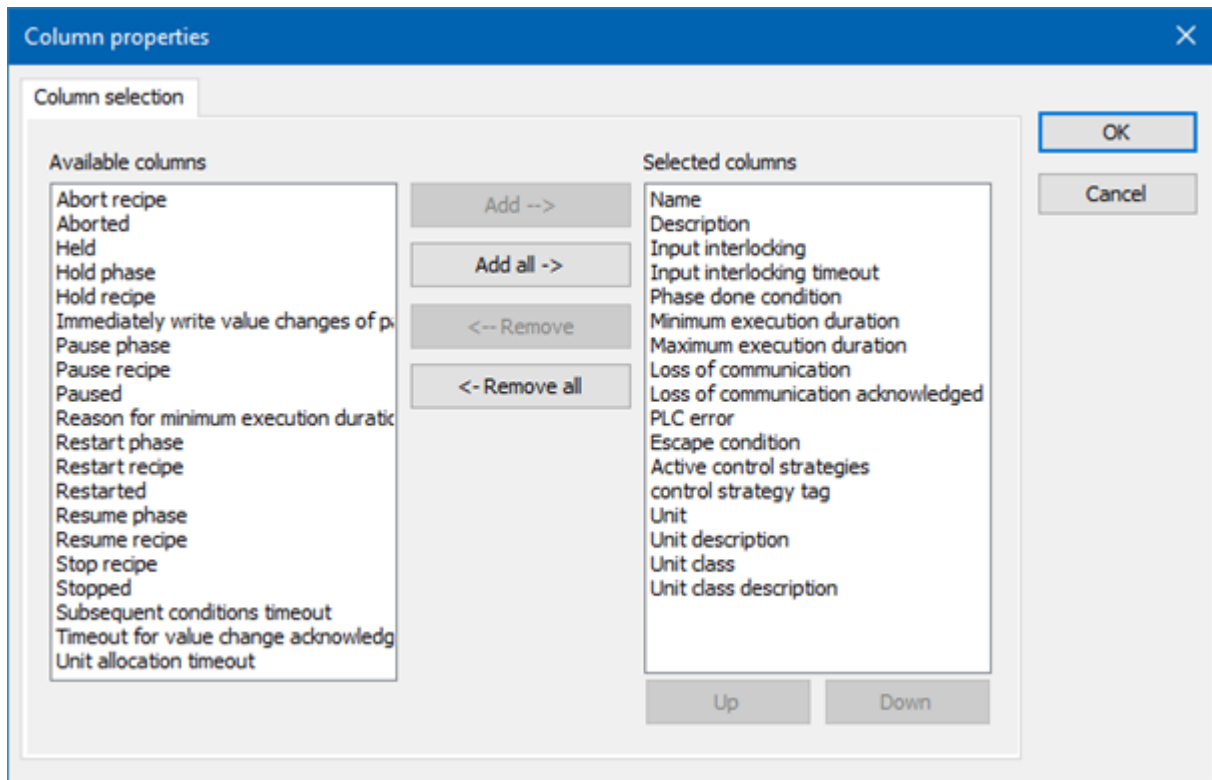 Column properties
Column selection
Available columns
Abort recipe
Aborted
Held
Hold phase
Hold recipe
Immediately write value changes of
Pause phase
Pause recipe
Paused
Reason for minimum execution
Restart phase
Restart recipe
Restarted
Resume phase
Resume recipe
Stop recipe
Stopped
Subsequent conditions timeout
Timeout for value change
Unit allocation timeout
Add -->
Add all ->
<-- Remove
<- Remove all
Selected columns
Name
Description
Input interlocking
Input interlocking timeout
Phase done condition
Minimum execution duration
Maximum execution duration
Loss of communication
Loss of communication acknowledged
PLC error
Escape condition
Active control strategies
control strategy tag
Unit
Unit description
Unit class
Unit class description
Up
Down
OK
Cancel